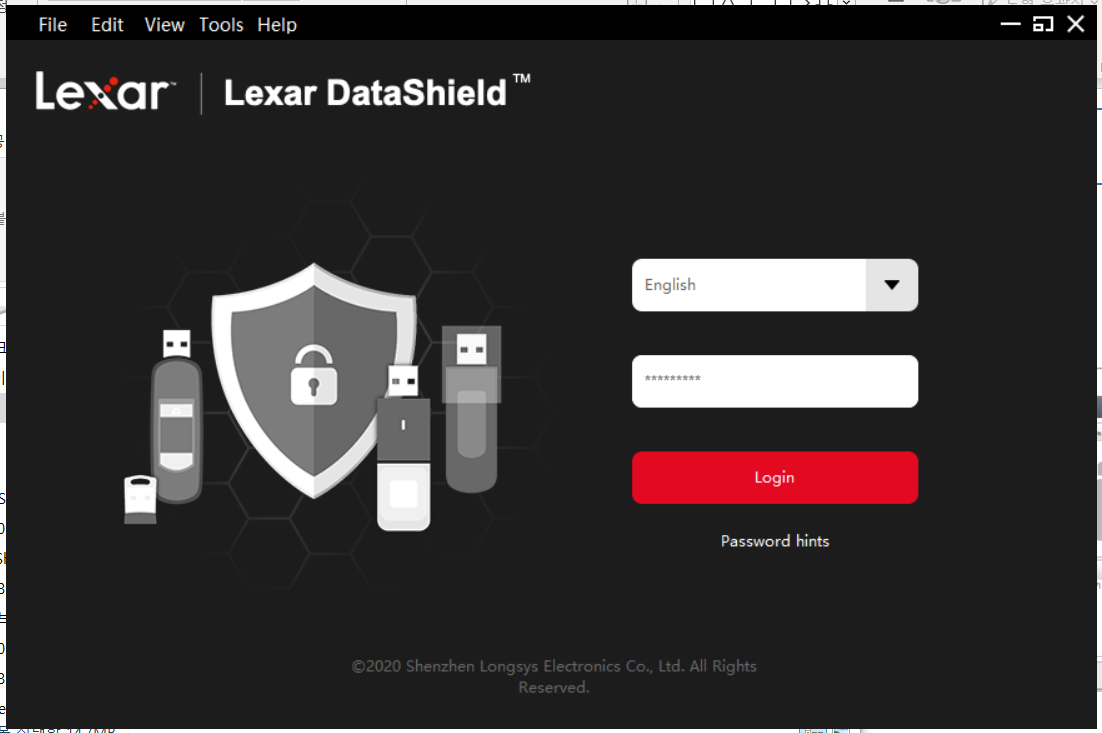 File Edit View Tools Help
Lexar™ Lexar DataShield™
English
*********
Login
Password hints
©2020 Shenzhen Longsys Electronics Co., Ltd. All Rights
Reserved.